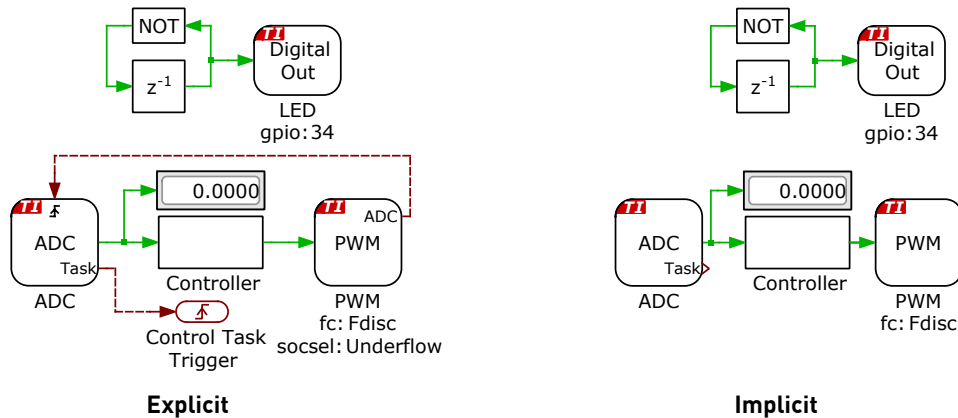 NOT
z⁻¹
TI
Digital
Out
LED
gpio:34
0.0000
TI
ADC
Task
ADC
Controller
TI
ADC
PWM
PWM
fc: Fdisc
socsel: Underflow
Control Task
Trigger
Explicit
NOT
z⁻¹
TI
Digital
Out
LED
gpio:34
0.0000
TI
ADC
Task
ADC
Controller
TI
PWM
PWM
fc: Fdisc
Implicit